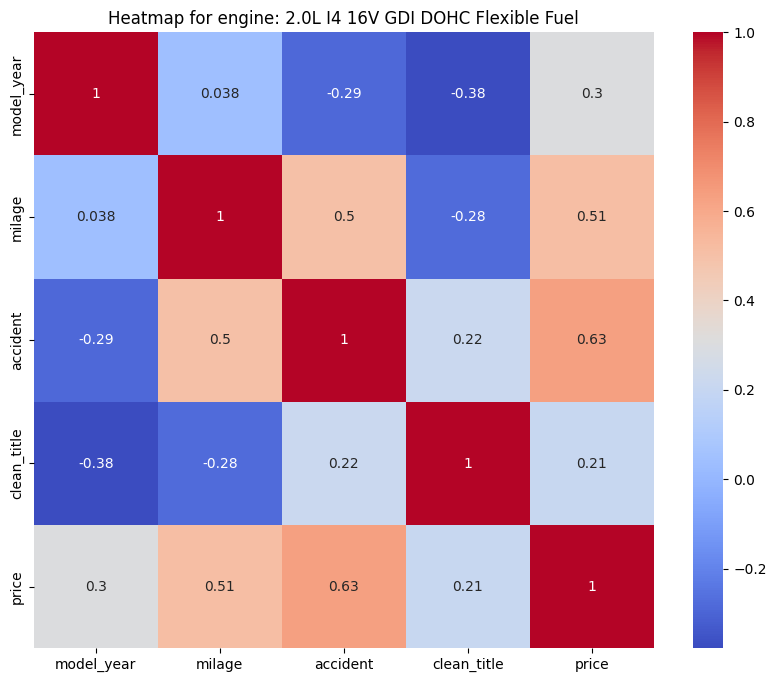 Heatmap for engine: 2.0L I4 16V GDI DOHC Flexible Fuel
model_year
1
0.038
-0.29
-0.38
0.3
milage
0.038
1
0.5
-0.28
0.51
accident
-0.29
0.5
1
0.22
0.63
clean_title
-0.38
-0.28
0.22
1
0.21
price
0.3
0.51
0.63
0.21
1
model_year
milage
accident
clean_title
price
1.0
0.8
0.6
0.4
0.2
0.0
−0.2